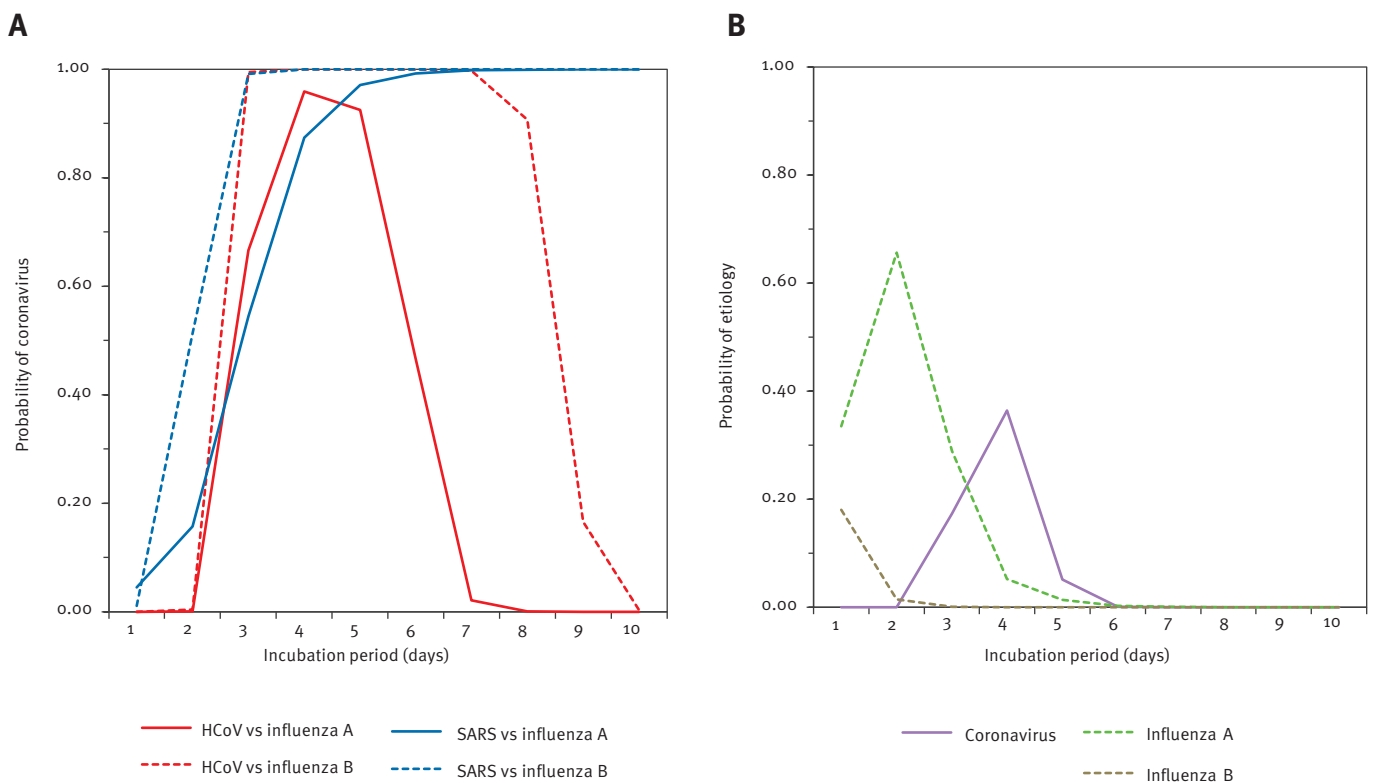 A
Probability of coronavirus
1.00
0.80
0.60
0.40
0.20
0.00
1 2 3 4 5 6 7 8 9 10
Incubation period (days)
HCoV vs influenza A
SARS vs influenza A
HCoV vs influenza B
SARS vs influenza B
B
Probability of etiology
1.00
0.80
0.60
0.40
0.20
0.00
1 2 3 4 5 6 7 8 9 10
Incubation period (days)
Coronavirus
Influenza A
Influenza B